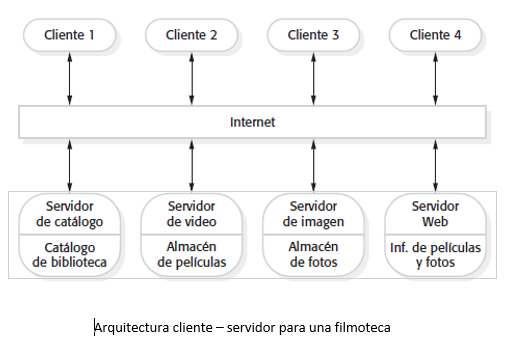 Cliente 1
Cliente 2
Cliente 3
Cliente 4
Internet
Servidor
de catálogo
Catálogo
de biblioteca
Servidor
de video
Almacén
de películas
Servidor
de imagen
Almacén
de fotos
Servidor
Web
Inf. de películas
y fotos
Arquitectura cliente – servidor para una filmoteca